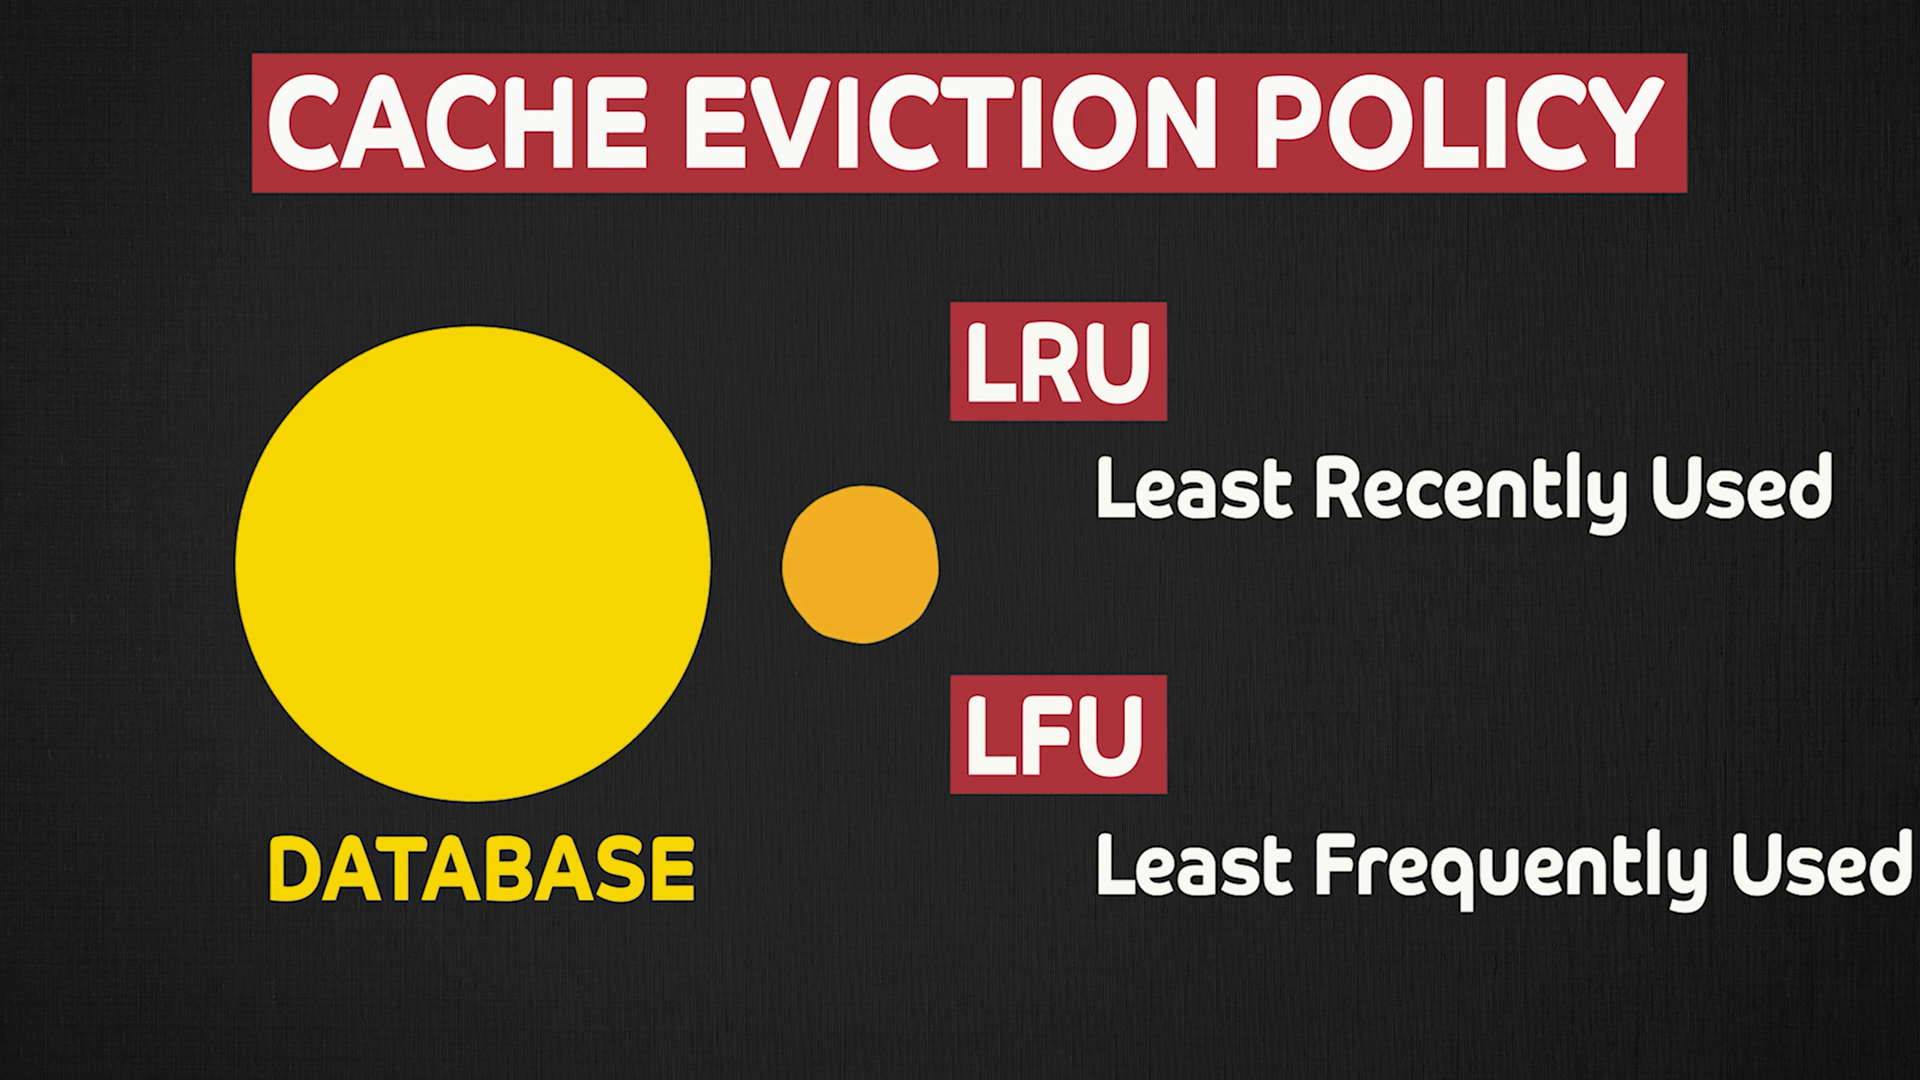 CACHE EVICTION POLICY
LRU
Least Recently Used
LFU
Least Frequently Used
DATABASE